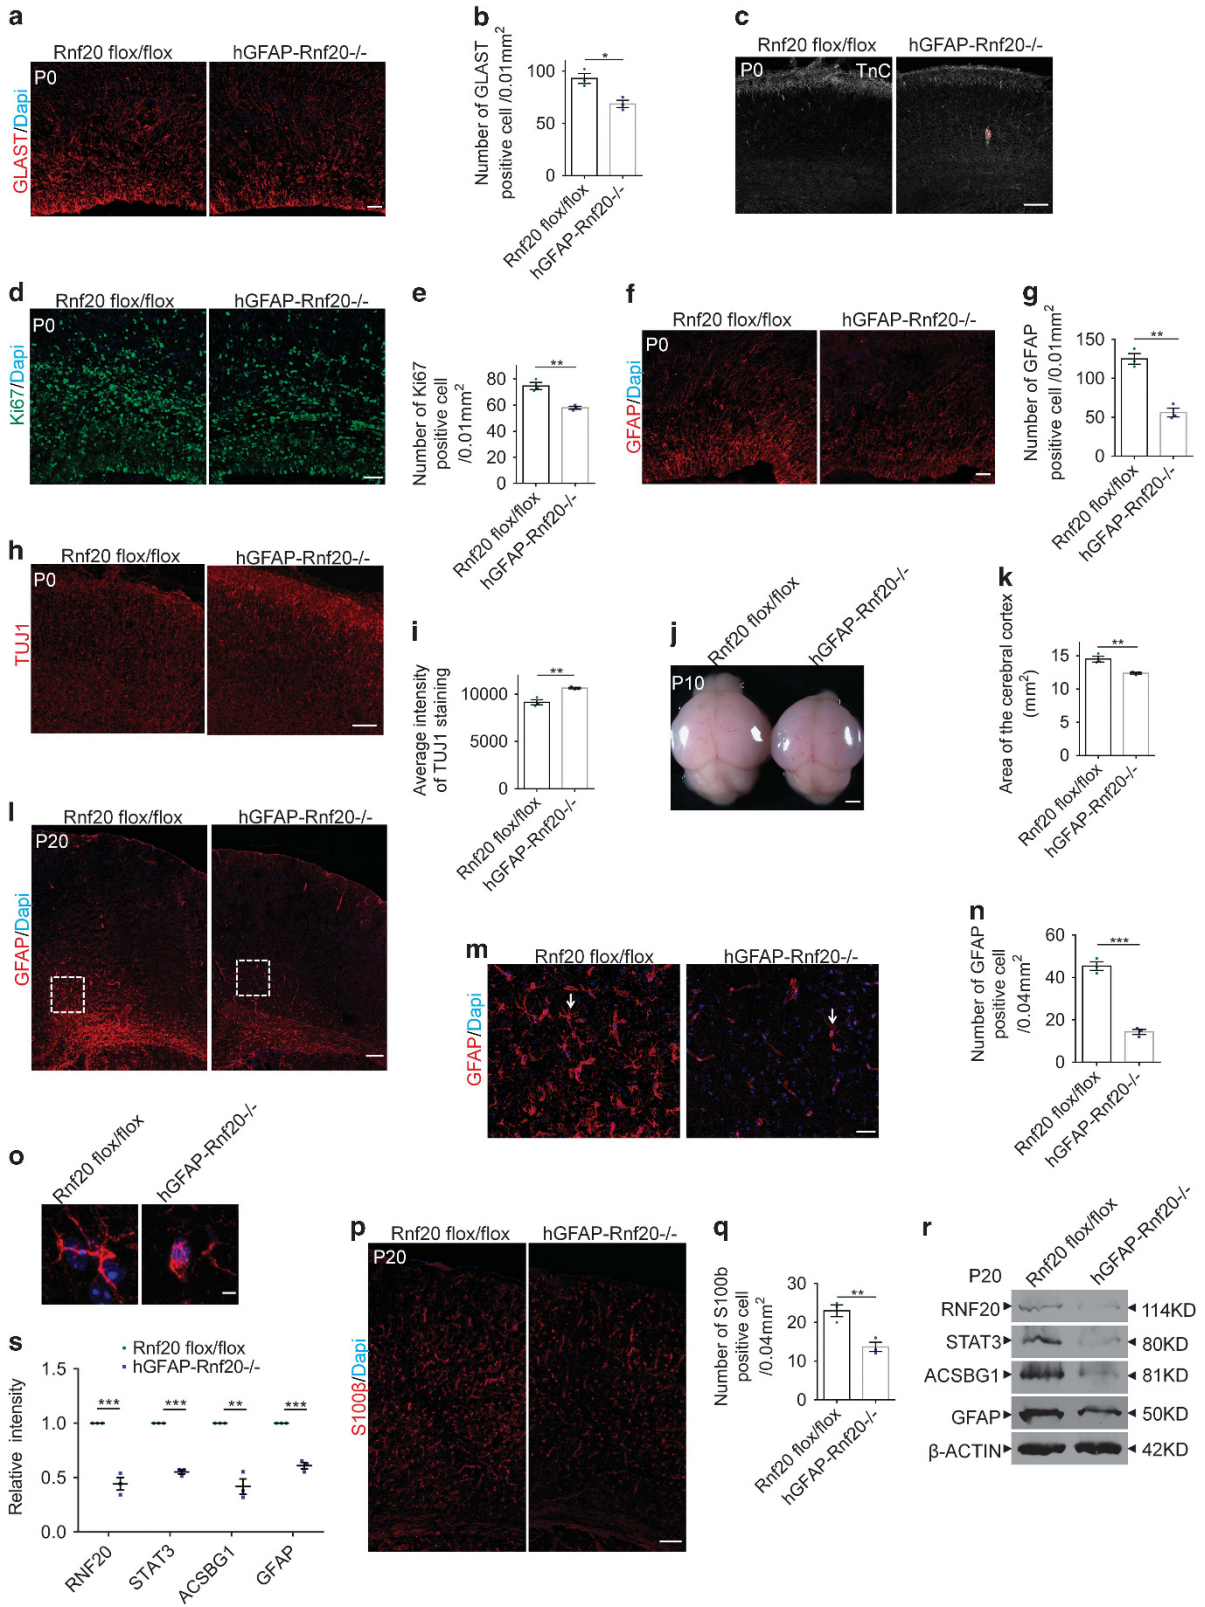 a
Rnf20 flox/flox
hGFAP-Rnf20-/-
P0
GLAST/Dapi
b
*
100
50
0
Number of GLAST
positive cell /0.01mm²
Rnf20 flox/flox
hGFAP-Rnf20-/-
c
Rnf20 flox/flox
hGFAP-Rnf20-/-
P0
TnC
d
Rnf20 flox/flox
hGFAP-Rnf20-/-
P0
Ki67/Dapi
e
**
80
60
40
20
0
Number of Ki67
positive cell
/0.01mm²
Rnf20 flox/flox
hGFAP-Rnf20-/-
f
Rnf20 flox/flox
hGFAP-Rnf20-/-
P0
GFAP/Dapi
g
**
150
100
50
0
Number of GFAP
positive cell /0.01mm²
Rnf20 flox/flox
hGFAP-Rnf20-/-
h
Rnf20 flox/flox
hGFAP-Rnf20-/-
P0
TUJ1
i
**
10000
5000
0
Average intensity
of TUJ1 staining
Rnf20 flox/flox
hGFAP-Rnf20-/-
j
Rnf20 flox/flox
hGFAP-Rnf20-/-
P10
k
**
15
10
5
0
Area of the cerebral cortex
(mm²)
Rnf20 flox/flox
hGFAP-Rnf20-/-
l
Rnf20 flox/flox
hGFAP-Rnf20-/-
P20
GFAP/Dapi
m
Rnf20 flox/flox
hGFAP-Rnf20-/-
GFAP/Dapi
n
***
60
40
20
0
Number of GFAP
positive cell
/0.04mm²
Rnf20 flox/flox
hGFAP-Rnf20-/-
o
Rnf20 flox/flox
hGFAP-Rnf20-/-
p
Rnf20 flox/flox
hGFAP-Rnf20-/-
P20
S100β/Dapi
q
**
30
20
10
0
Number of S100b
positive cell
/0.04mm²
Rnf20 flox/flox
hGFAP-Rnf20-/-
r
Rnf20 flox/flox
hGFAP-Rnf20-/-
P20
RNF20 114KD
STAT3 80KD
ACSBG1 81KD
GFAP 50KD
β-ACTIN 42KD
s
Rnf20 flox/flox
hGFAP-Rnf20-/-
1.5
1.0
0.5
0.0
*** *** ** ***
Relative intensity
RNF20
STAT3
ACSBG1
GFAP